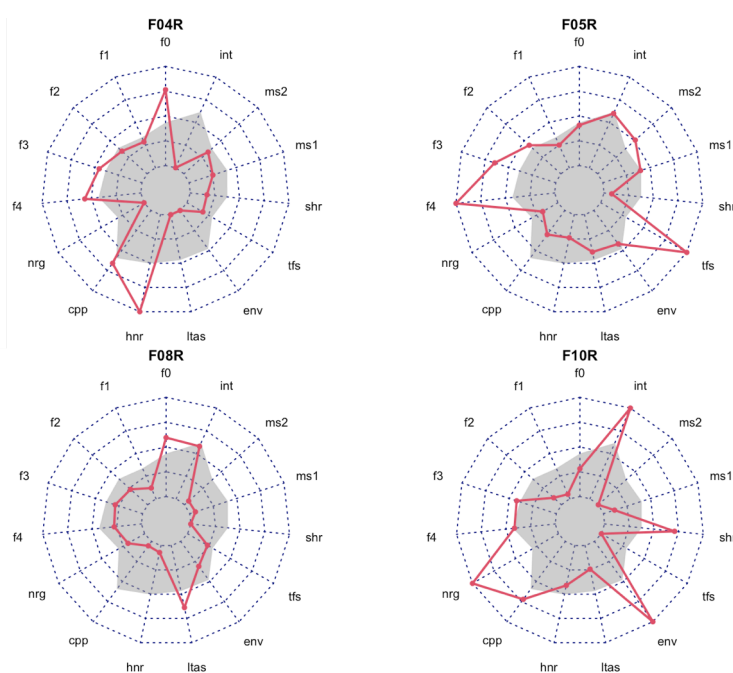 F04R
f0
int
ms2
ms1
shr
tfs
env
ltas
hnr
cpp
nrg
f4
f3
f2
f1
F05R
f0
int
ms2
ms1
shr
tfs
env
ltas
hnr
cpp
nrg
f4
f3
f2
f1
F08R
f0
int
ms2
ms1
shr
tfs
env
ltas
hnr
cpp
nrg
f4
f3
f2
f1
F10R
f0
int
ms2
ms1
shr
tfs
env
ltas
hnr
cpp
nrg
f4
f3
f2
f1